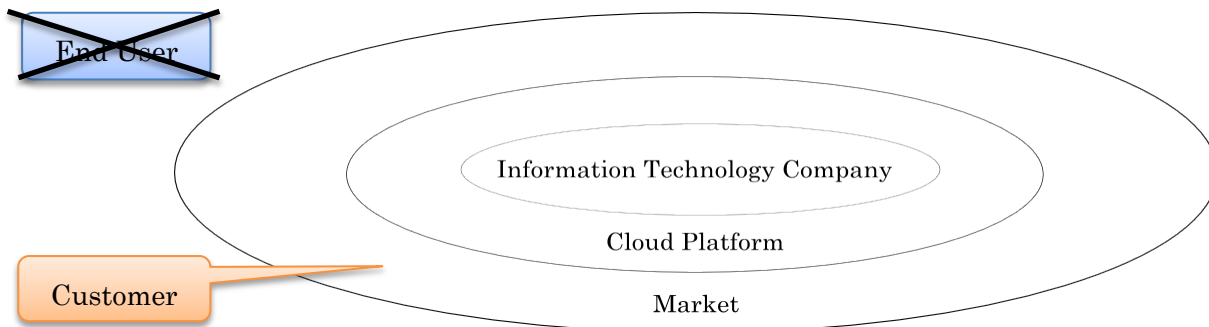 End User
Information Technology Company
Cloud Platform
Customer
Market